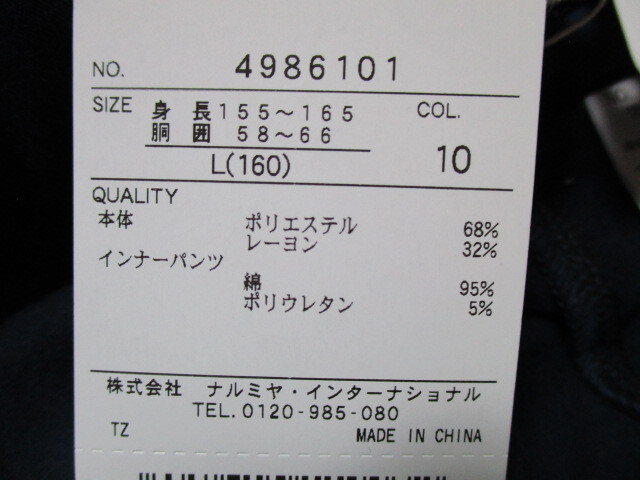 NO. 4986101
SIZE 身長155～165 COL.
胴囲 58～66
L(160) 10
QUALITY
本体 ポリエステル 68%
レーヨン 32%
インナーパンツ
綿 95%
ポリウレタン 5%
株式会社 ナルミヤ・インターナショナル
TEL.0120-985-080
TZ MADE IN CHINA